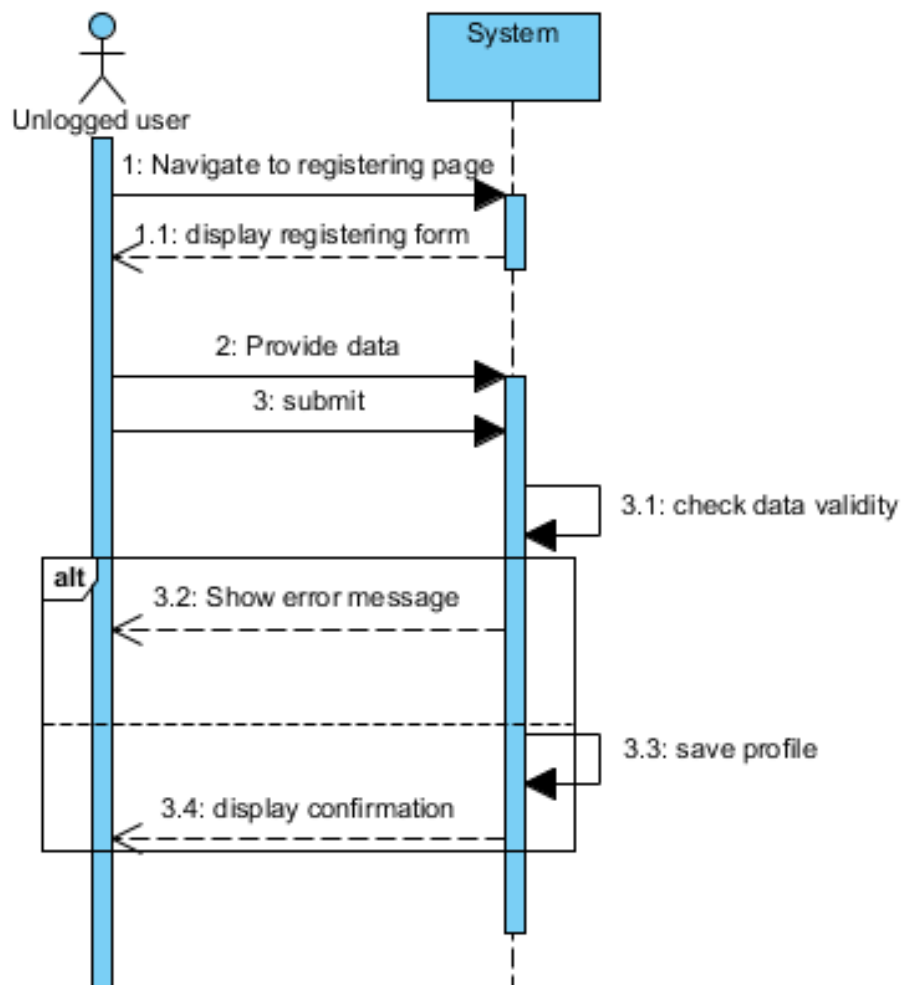 System
Unlogged user
1: Navigate to registering page
1.1: display registering form
2: Provide data
3: submit
3.1: check data validity
alt
3.2: Show error message
3.3: save profile
3.4: display confirmation